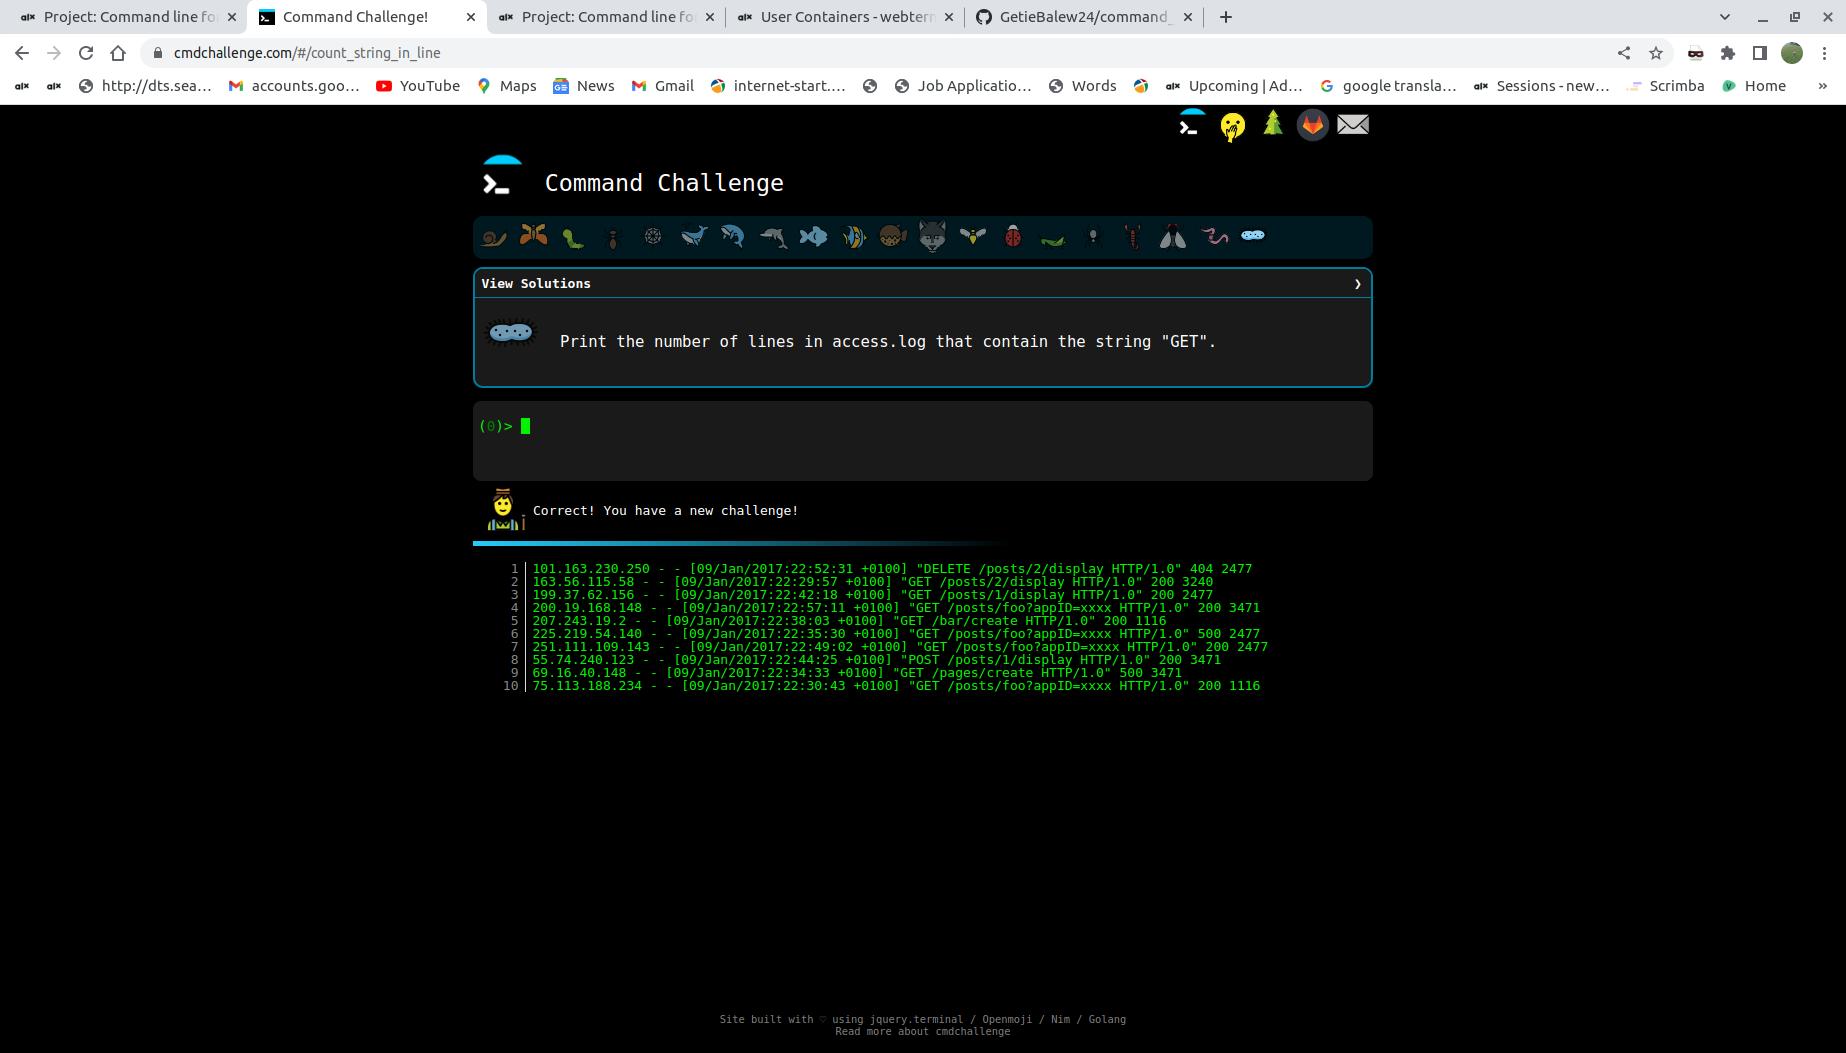 Project: Command line fo
Command Challenge!
Project: Command line fo
User Containers - webtern
GetieBalew24/command_
cmdchallenge.com/#/count_string_in_line
http://dts.sea…
accounts.goo…
YouTube
Maps
News
Gmail
internet-start.…
Job Applicatio…
Words
Upcoming | Ad…
google transla…
Sessions - new…
Scrimba
Home
»
Command Challenge
View Solutions
Print the number of lines in access.log that contain the string "GET".
(0)>
Correct! You have a new challenge!
1 101.163.230.250 - - [09/Jan/2017:22:52:31 +0100] "DELETE /posts/2/display HTTP/1.0" 404 2477
2 163.56.115.58 - - [09/Jan/2017:22:29:57 +0100] "GET /posts/2/display HTTP/1.0" 200 3240
3 199.37.62.156 - - [09/Jan/2017:22:42:18 +0100] "GET /posts/1/display HTTP/1.0" 200 2477
4 200.19.168.148 - - [09/Jan/2017:22:57:11 +0100] "GET /posts/foo?appID=xxxx HTTP/1.0" 200 3471
5 207.243.19.2 - - [09/Jan/2017:22:38:03 +0100] "GET /bar/create HTTP/1.0" 200 1116
6 225.219.54.140 - - [09/Jan/2017:22:35:30 +0100] "GET /posts/foo?appID=xxxx HTTP/1.0" 500 2477
7 251.111.109.143 - - [09/Jan/2017:22:49:02 +0100] "GET /posts/foo?appID=xxxx HTTP/1.0" 200 2477
8 55.74.240.123 - - [09/Jan/2017:22:44:25 +0100] "POST /posts/1/display HTTP/1.0" 200 3471
9 69.16.40.148 - - [09/Jan/2017:22:34:33 +0100] "GET /pages/create HTTP/1.0" 500 3471
10 75.113.188.234 - - [09/Jan/2017:22:30:43 +0100] "GET /posts/foo?appID=xxxx HTTP/1.0" 200 1116
Site built with ♡ using jquery.terminal / Openmoji / Nim / Golang
Read more about cmdchallenge